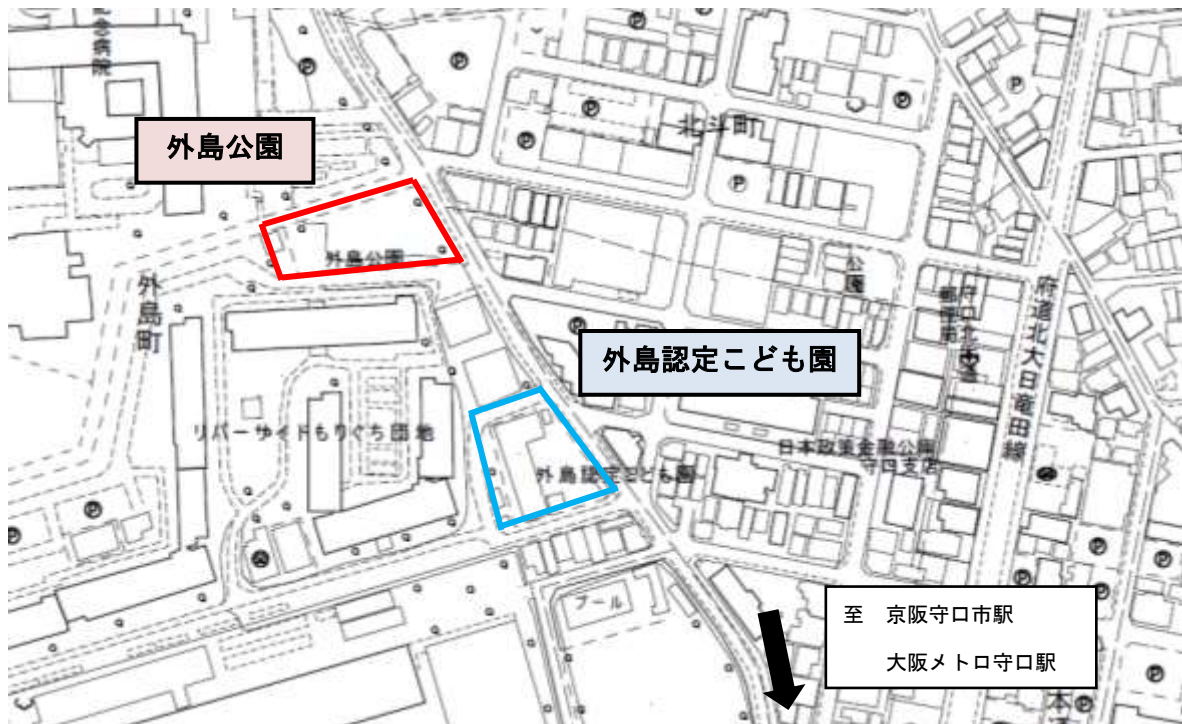 外島公園
北斗町
外島公園
公園
外島町
外島認定こども園
府道北大日竜田線
リバーサイドもりぐち団地
日本政策金融公庫
守口支店
外島認定こども園
プール
至 京阪守口市駅
大阪メトロ守口駅
本